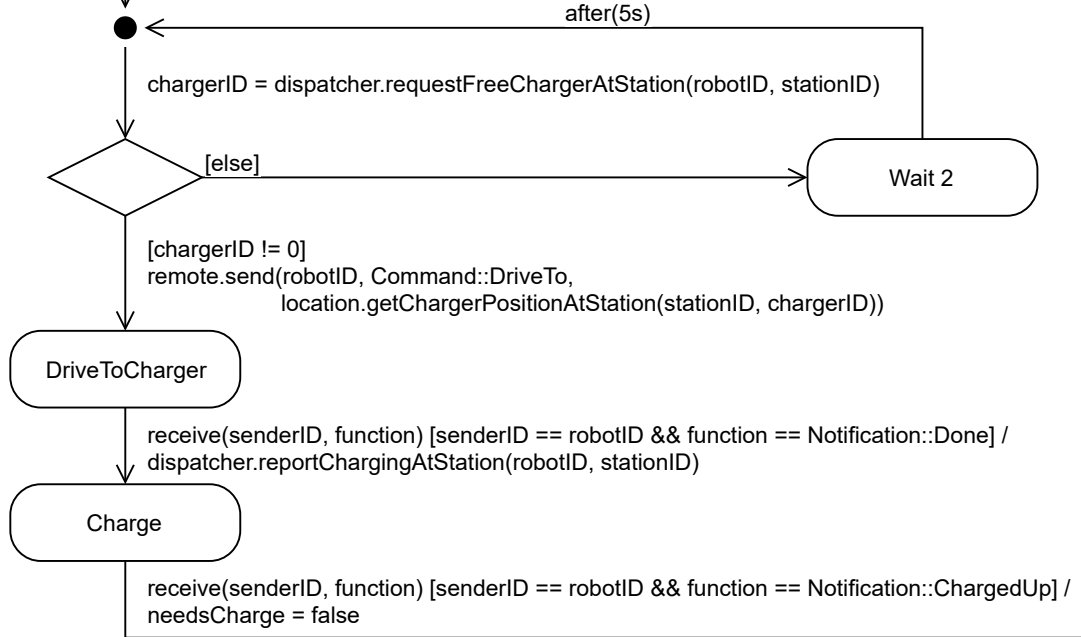 after(5s)
chargerID = dispatcher.requestFreeChargerAtStation(robotID, stationID)
[else]
Wait 2
[chargerID != 0]
remote.send(robotID, Command::DriveTo,
location.getChargerPositionAtStation(stationID, chargerID))
DriveToCharger
receive(senderID, function) [senderID == robotID && function == Notification::Done] /
dispatcher.reportChargingAtStation(robotID, stationID)
Charge
receive(senderID, function) [senderID == robotID && function == Notification::ChargedUp] /
needsCharge = false